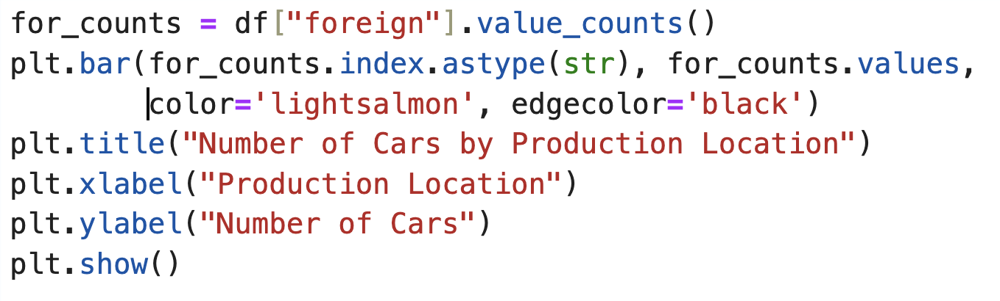 for_counts = df["foreign"].value_counts()
plt.bar(for_counts.index.astype(str), for_counts.values,
        color='lightsalmon', edgecolor='black')
plt.title("Number of Cars by Production Location")
plt.xlabel("Production Location")
plt.ylabel("Number of Cars")
plt.show()